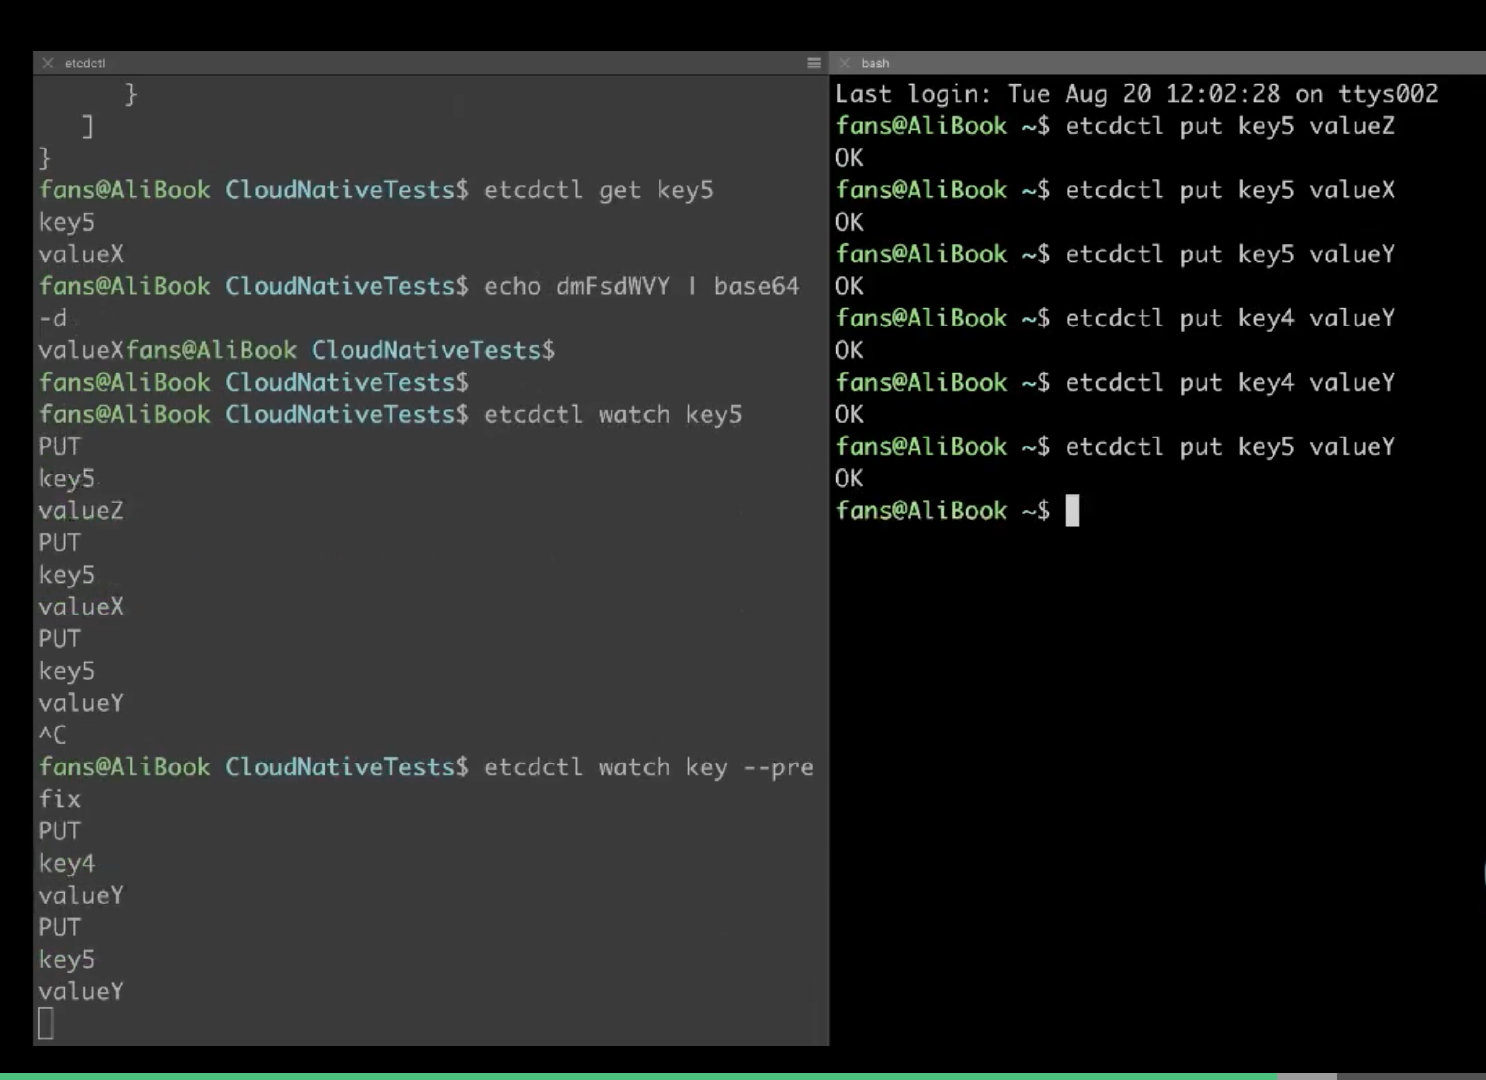 etcdctl
}
]
}
fans@AliBook CloudNativeTests$ etcdctl get key5
key5
valueX
fans@AliBook CloudNativeTests$ echo dmFsdWVY | base64
-d
valueXfans@AliBook CloudNativeTests$
fans@AliBook CloudNativeTests$
fans@AliBook CloudNativeTests$ etcdctl watch key5
PUT
key5
valueZ
PUT
key5
valueX
PUT
key5
valueY
^C
fans@AliBook CloudNativeTests$ etcdctl watch key --pre
fix
PUT
key4
valueY
PUT
key5
valueY
bash
Last login: Tue Aug 20 12:02:28 on ttys002
fans@AliBook ~$ etcdctl put key5 valueZ
OK
fans@AliBook ~$ etcdctl put key5 valueX
OK
fans@AliBook ~$ etcdctl put key5 valueY
OK
fans@AliBook ~$ etcdctl put key4 valueY
OK
fans@AliBook ~$ etcdctl put key4 valueY
OK
fans@AliBook ~$ etcdctl put key5 valueY
OK
fans@AliBook ~$